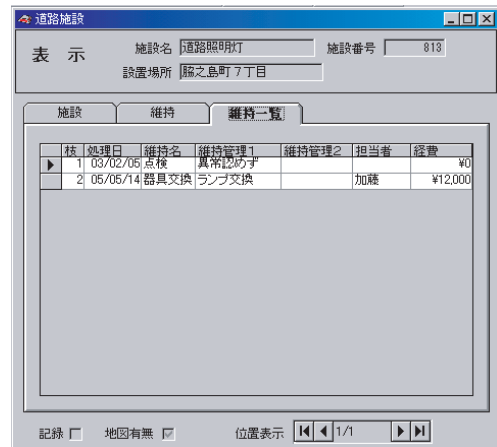 道路施設
表 示
施設名 道路照明灯 施設番号 813
設置場所 脇之島町7丁目
施設 維持 維持一覧
枝 処理日 維持名 維持管理1 維持管理2 担当者 経費
1 03/02/05 点検 異常認めず ¥0
2 05/05/14 器具交換 ランプ交換 加藤 ¥12,000
記録 地図有無 位置表示 1/1